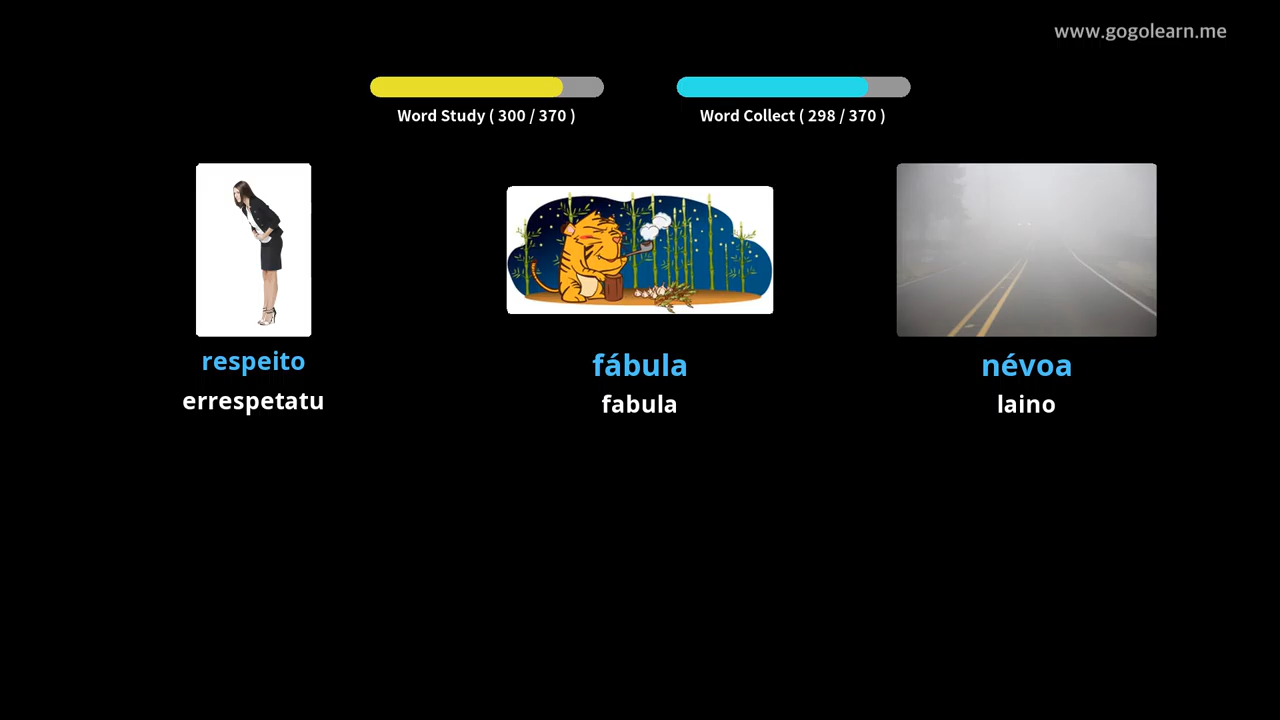 www.gogolearn.me
Word Study ( 300 / 370 )
Word Collect ( 298 / 370 )
respeito
errespetatu
fábula
fabula
névoa
laino